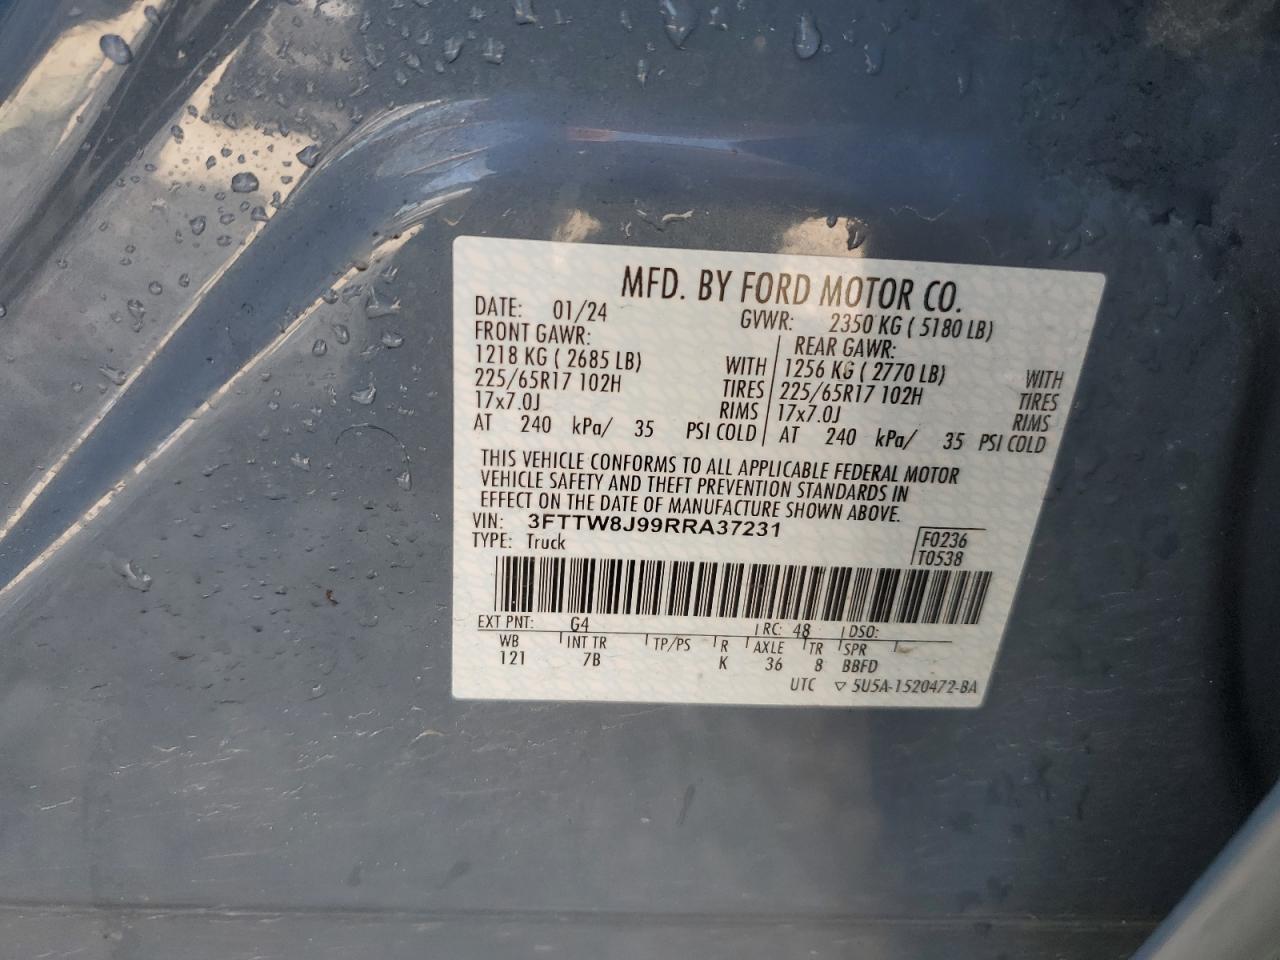 MFD. BY FORD MOTOR CO.
DATE: 01/24 GVWR: 2350 KG ( 5180 LB)
FRONT GAWR: REAR GAWR:
1218 KG ( 2685 LB) WITH 1256 KG ( 2770 LB) WITH
225/65R17 102H TIRES 225/65R17 102H TIRES
17x7.0J RIMS 17x7.0J RIMS
AT 240 kPa/ 35 PSI COLD AT 240 kPa/ 35 PSI COLD
THIS VEHICLE CONFORMS TO ALL APPLICABLE FEDERAL MOTOR
VEHICLE SAFETY AND THEFT PREVENTION STANDARDS IN
EFFECT ON THE DATE OF MANUFACTURE SHOWN ABOVE.
VIN: 3FTTW8J99RRA37231 F0236
TYPE: Truck T0538
EXT PNT: G4 RC: 48 DSO:
WB INT TR TP/PS R AXLE TR SPR
121 7B K 36 8 BBFD
UTC ▽ 5U5A-1520472-BA